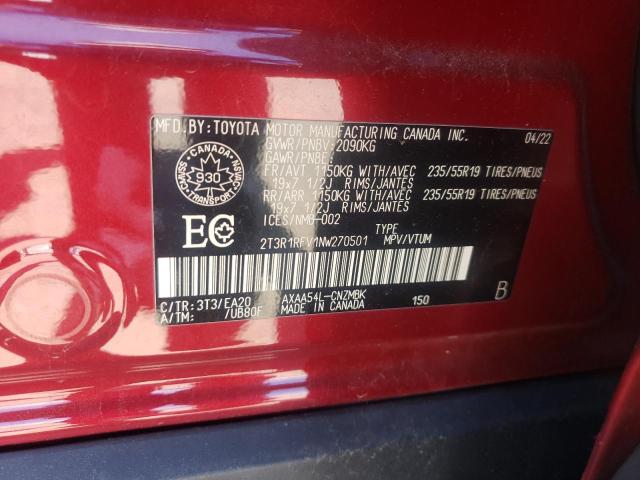 MFD.BY: TOYOTA MOTOR MANUFACTURING CANADA INC. 04/22
GVWR/PNBV: 2090KG
GAWR/PNBE:
FR/AVT 1150KG WITH/AVEC 235/55R19 TIRES/PNEUS
19x7 1/2J RIMS/JANTES
RR/ARR 1150KG WITH/AVEC 235/55R19 TIRES/PNEUS
19x7 1/2J RIMS/JANTES
ICES/NMB-002
CANADA
930
TRANSPORT
EC
TYPE
2T3R1RFV1NW270501 MPV/VTUM
C/TR: 3T3/EA20 AXAA54L-CNZMBK 150 B
A/TM: /UB80F MADE IN CANADA